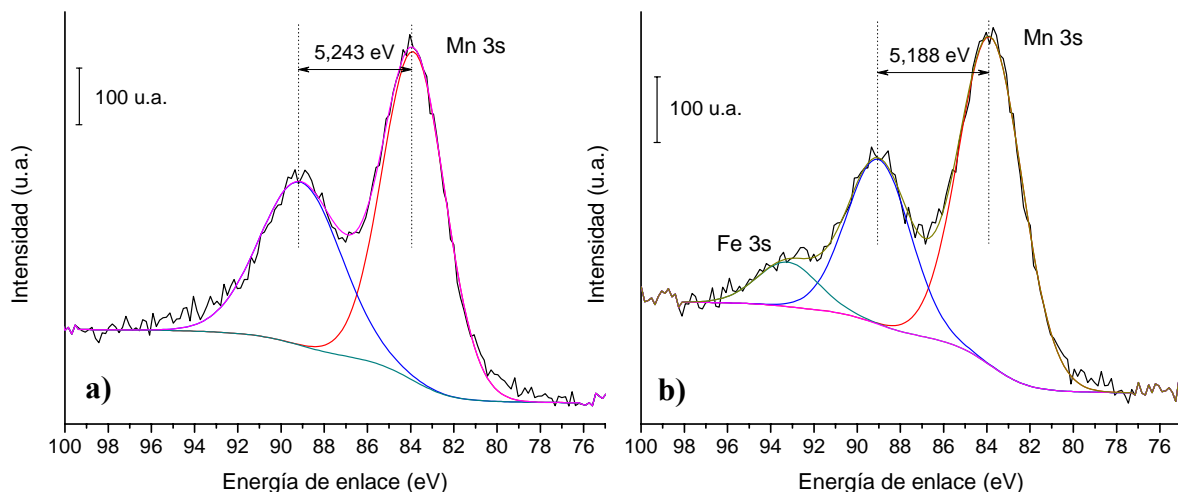 Mn 3s
5,243 eV
100 u.a.
Intensidad (u.a.)
a)
100 98 96 94 92 90 88 86 84 82 80 78 76
Energía de enlace (eV)
Mn 3s
5,188 eV
100 u.a.
Fe 3s
Intensidad (u.a.)
b)
100 98 96 94 92 90 88 86 84 82 80 78 76
Energía de enlace (eV)